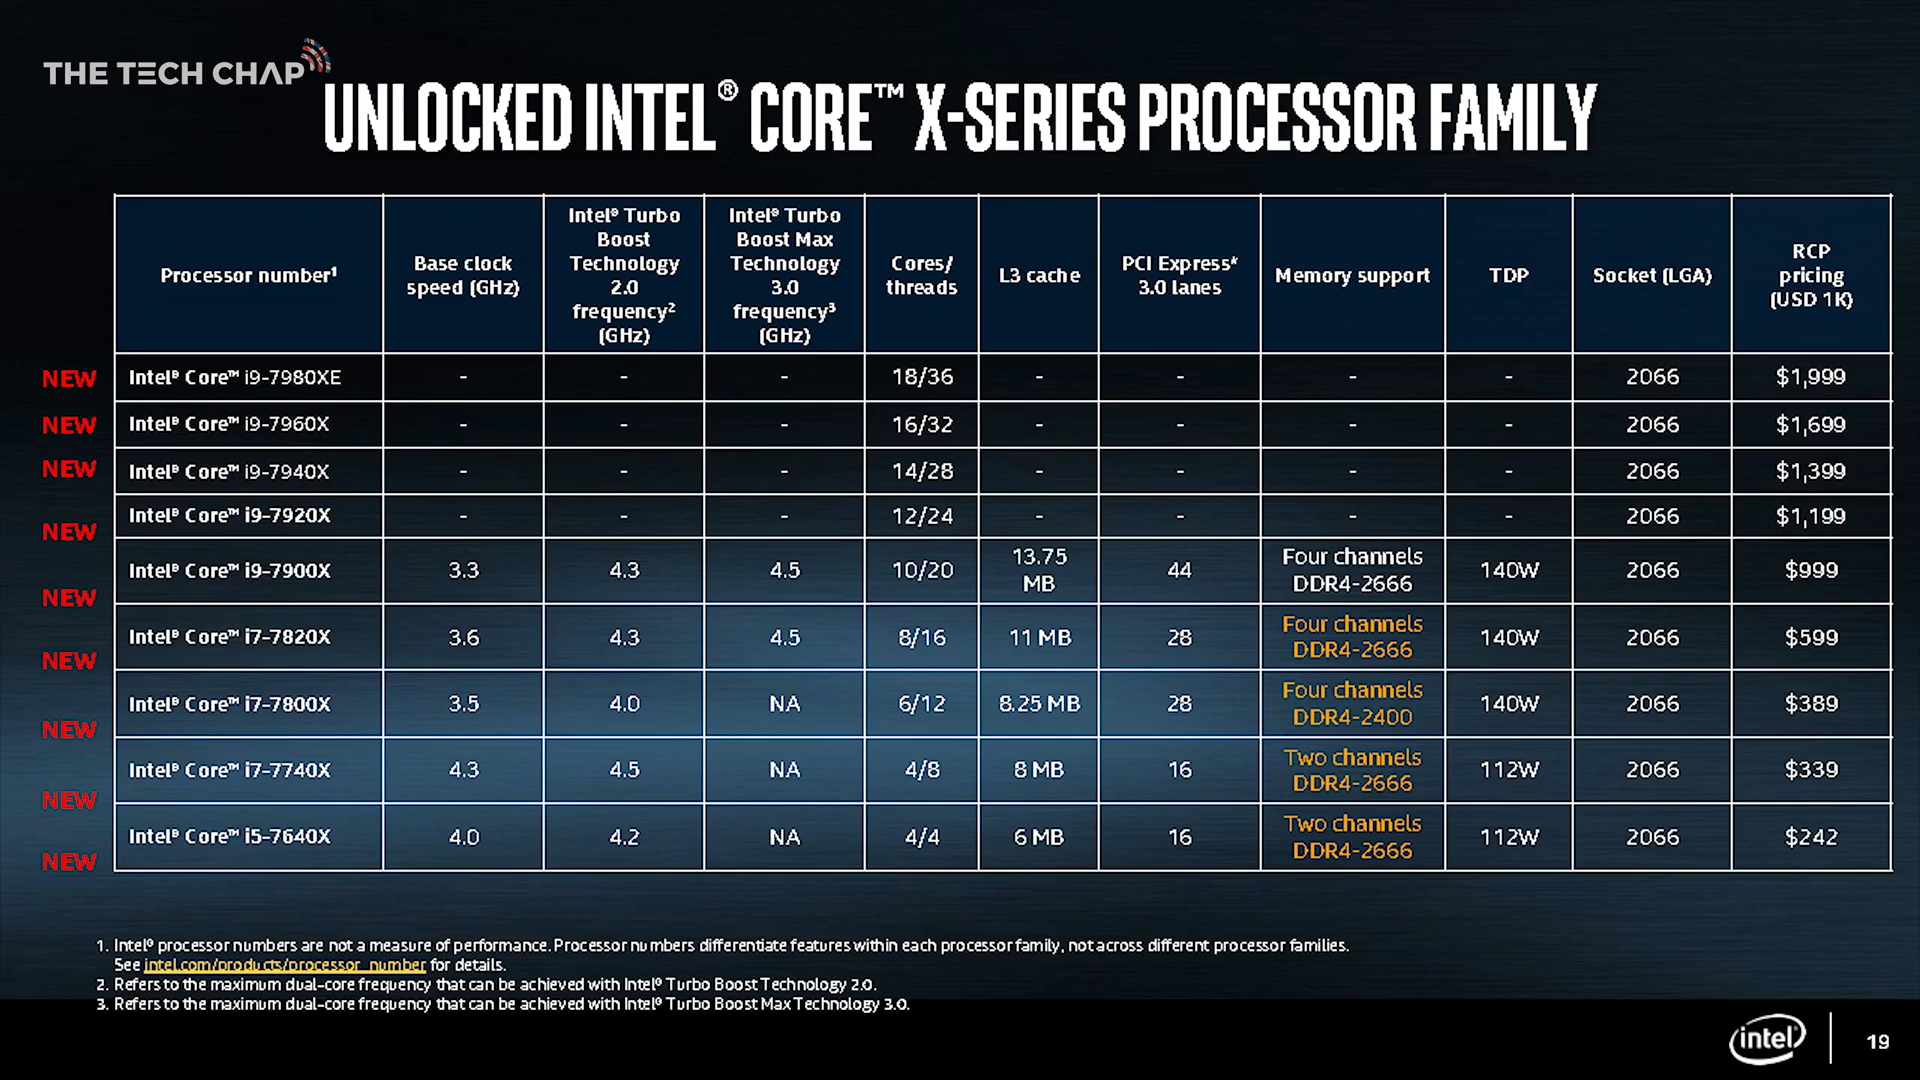 THE TECH CHAP
UNLOCKED INTEL® CORE™ X-SERIES PROCESSOR FAMILY
Processor number¹ Base clock speed (GHz) Intel® Turbo Boost Technology 2.0 frequency² (GHz) Intel® Turbo Boost Max Technology 3.0 frequency³ (GHz) Cores/ threads L3 cache PCI Express* 3.0 lanes Memory support TDP Socket (LGA) RCP pricing (USD 1K)
NEW Intel® Core™ i9-7980XE - - - 18/36 - - - - 2066 $1,999
NEW Intel® Core™ i9-7960X - - - 16/32 - - - - 2066 $1,699
NEW Intel® Core™ i9-7940X - - - 14/28 - - - - 2066 $1,399
NEW Intel® Core™ i9-7920X - - - 12/24 - - - - 2066 $1,199
NEW Intel® Core™ i9-7900X 3.3 4.3 4.5 10/20 13.75 MB 44 Four channels DDR4-2666 140W 2066 $999
NEW Intel® Core™ i7-7820X 3.6 4.3 4.5 8/16 11 MB 28 Four channels DDR4-2666 140W 2066 $599
NEW Intel® Core™ i7-7800X 3.5 4.0 NA 6/12 8.25 MB 28 Four channels DDR4-2400 140W 2066 $389
NEW Intel® Core™ i7-7740X 4.3 4.5 NA 4/8 8 MB 16 Two channels DDR4-2666 112W 2066 $339
NEW Intel® Core™ i5-7640X 4.0 4.2 NA 4/4 6 MB 16 Two channels DDR4-2666 112W 2066 $242
1. Intel® processor numbers are not a measure of performance. Processor numbers differentiate features within each processor family, not across different processor families.
See intel.com/products/processor_number for details.
2. Refers to the maximum dual-core frequency that can be achieved with Intel® Turbo Boost Technology 2.0.
3. Refers to the maximum dual-core frequency that can be achieved with Intel® Turbo Boost Max Technology 3.0.
intel 19